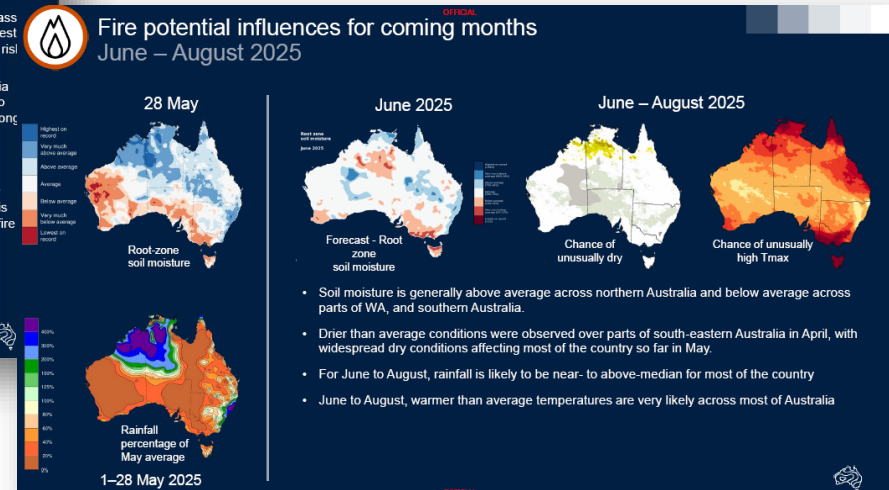 OFFICIAL
Fire potential influences for coming months
June – August 2025
ass
est
risk
ia
o
ong
is
fire
28 May
Highest on
record
Very much
above average
Above average
Average
Below average
Very much
below average
Lowest on
record
Root-zone
soil moisture
June 2025
Root zone
soil moisture
June 2025
Forecast - Root
zone
soil moisture
June – August 2025
Chance of
unusually dry
Chance of unusually
high Tmax
• Soil moisture is generally above average across northern Australia and below average across
parts of WA, and southern Australia.
• Drier than average conditions were observed over parts of south-eastern Australia in April, with
widespread dry conditions affecting most of the country so far in May.
• For June to August, rainfall is likely to be near- to above-median for most of the country
• June to August, warmer than average temperatures are very likely across most of Australia
400%
300%
200%
150%
125%
100%
80%
60%
40%
20%
0%
Rainfall
percentage of
May average
1–28 May 2025